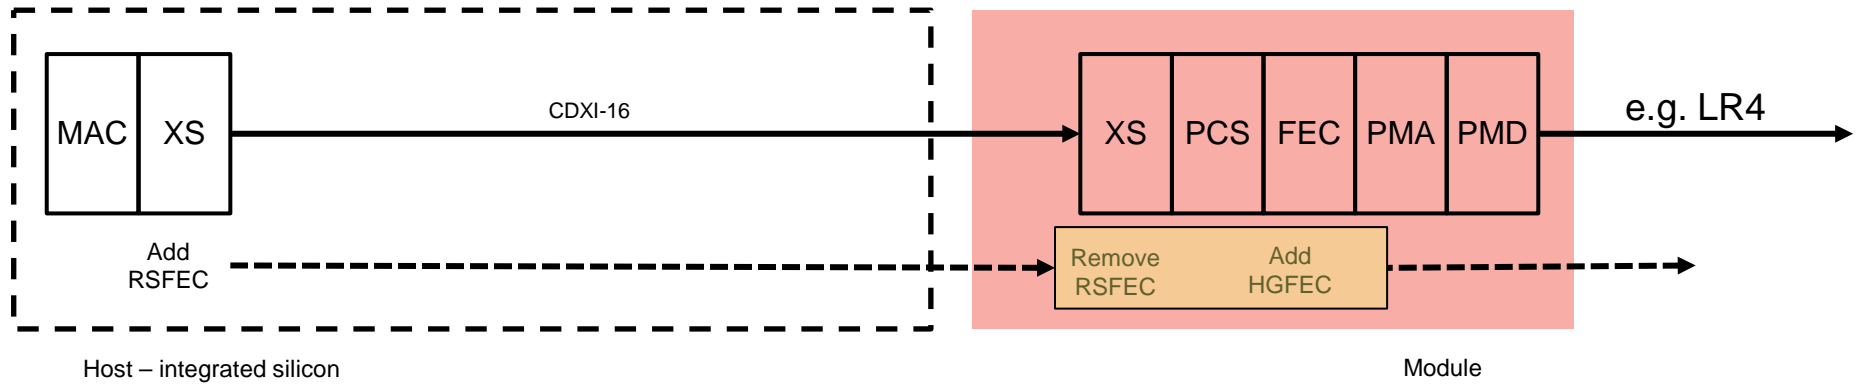 MAC XS
CDXI-16
XS PCS FEC PMA PMD
e.g. LR4
Add
RSFEC
Remove
RSFEC
Add
HGFEC
Host – integrated silicon
Module